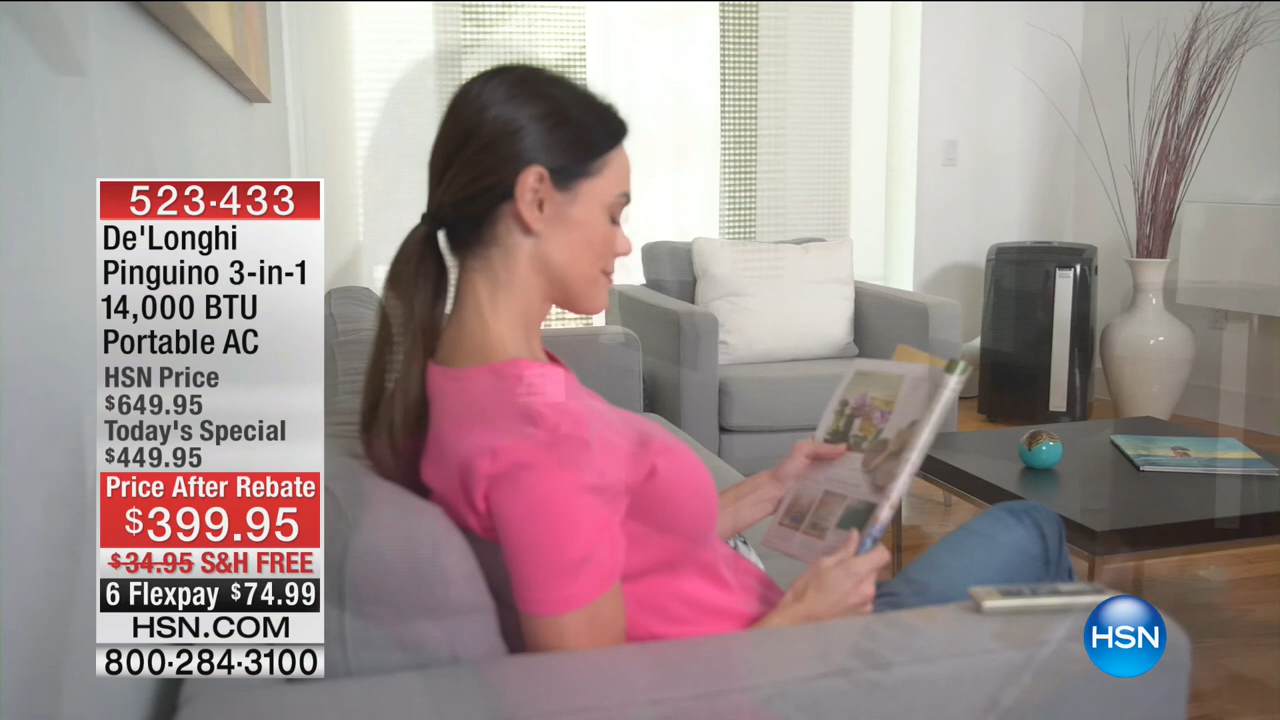 523·433
De'Longhi
Pinguino 3-in-1
14,000 BTU
Portable AC
HSN Price
$649.95
Today's Special
$449.95
Price After Rebate
$399.95
$34.95 S&H FREE
6 Flexpay $74.99
HSN.COM
800·284·3100
HSN